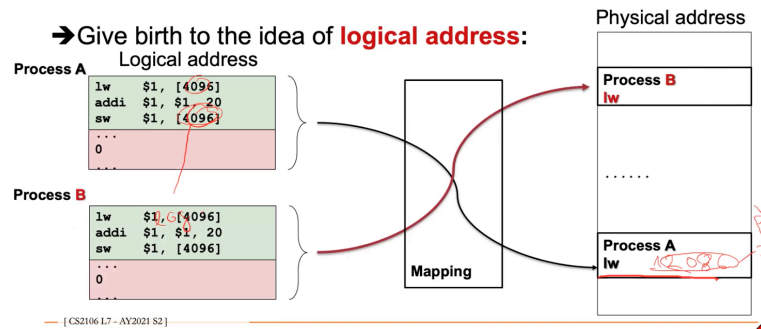 Physical address
➔Give birth to the idea of logical address:
Logical address
Process A
lw $1, [4096]
addi $1, $1, 20
sw $1, [4096]
...
0
...
Process B
lw $1, [4096]
addi $1, $1, 20
sw $1, [4096]
...
0
...
Mapping
Process B
lw
......
Process A
lw
[ CS2106 L7 - AY2021 S2 ]